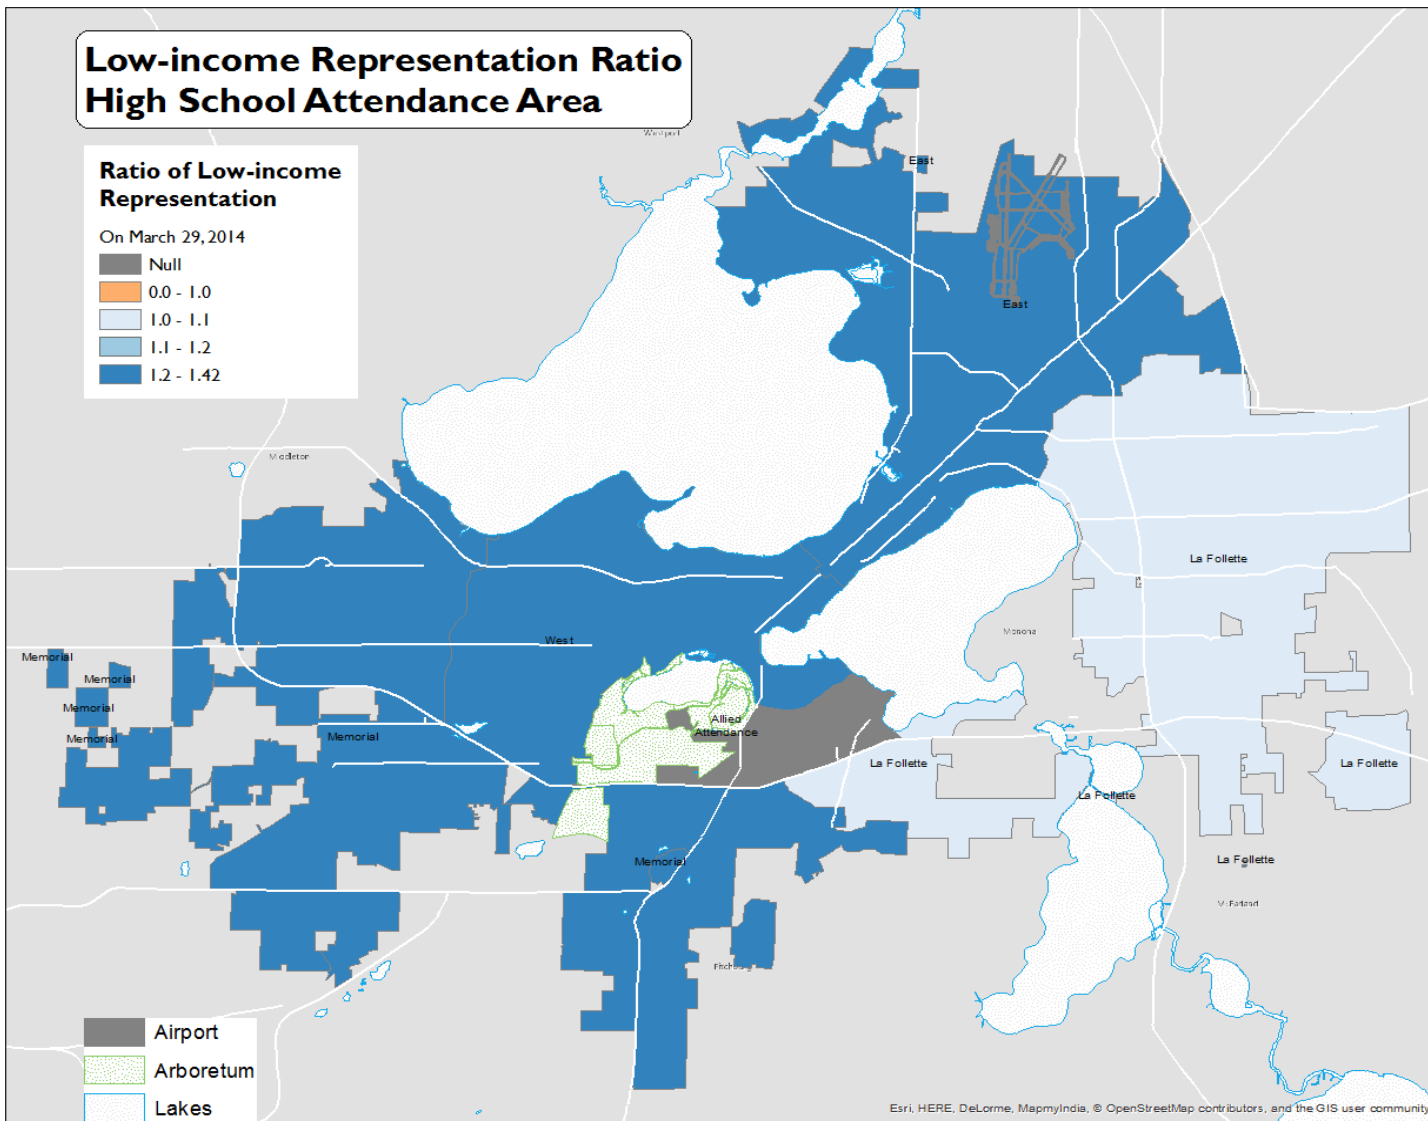 Low-income Representation Ratio
High School Attendance Area
Westport
Ratio of Low-income
Representation
On March 29, 2014
Null
0.0 - 1.0
1.0 - 1.1
1.1 - 1.2
1.2 - 1.42
East
East
Middleton
La Follette
Monona
West
Memorial
Memorial
Memorial
Memorial
Memorial
Allied
Attendance
La Follette
La Follette
La Follette
Memorial
La Follette
McFarland
Fitchburg
Airport
Arboretum
Lakes
Esri, HERE, DeLorme, MapmyIndia, © OpenStreetMap contributors, and the GIS user community